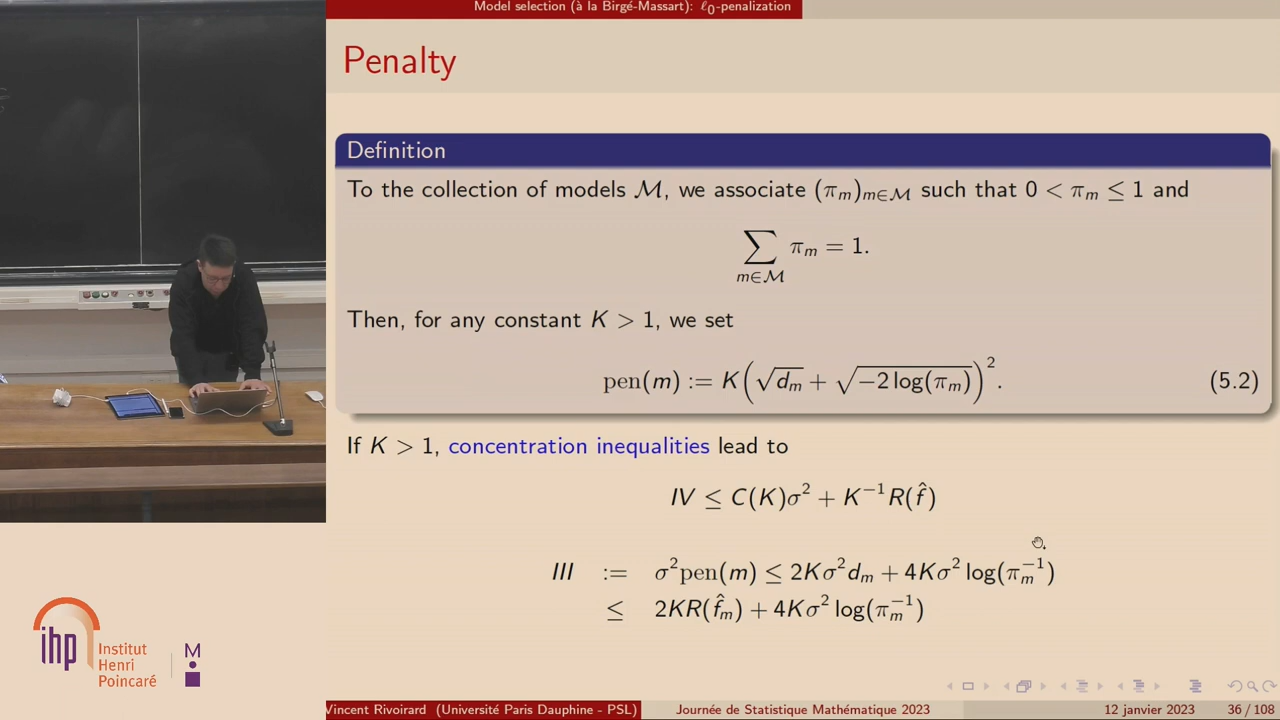 Model selection (à la Birgé-Massart): ℓ₀-penalization
Penalty
Definition
To the collection of models ℳ, we associate (π_m)_{m∈ℳ} such that 0 < π_m ≤ 1 and
∑_{m∈ℳ} π_m = 1.
Then, for any constant K > 1, we set
pen(m) := K(√d_m + √(−2 log(π_m)))². (5.2)
If K > 1, concentration inequalities lead to
IV ≤ C(K)σ² + K⁻¹R(f̂)
III := σ²pen(m) ≤ 2Kσ²d_m + 4Kσ² log(π_m⁻¹)
≤ 2KR(f̂_m) + 4Kσ² log(π_m⁻¹)
ihp Institut
Henri
Poincaré
M
Vincent Rivoirard (Université Paris Dauphine - PSL) Journée de Statistique Mathématique 2023 12 janvier 2023 36 / 108